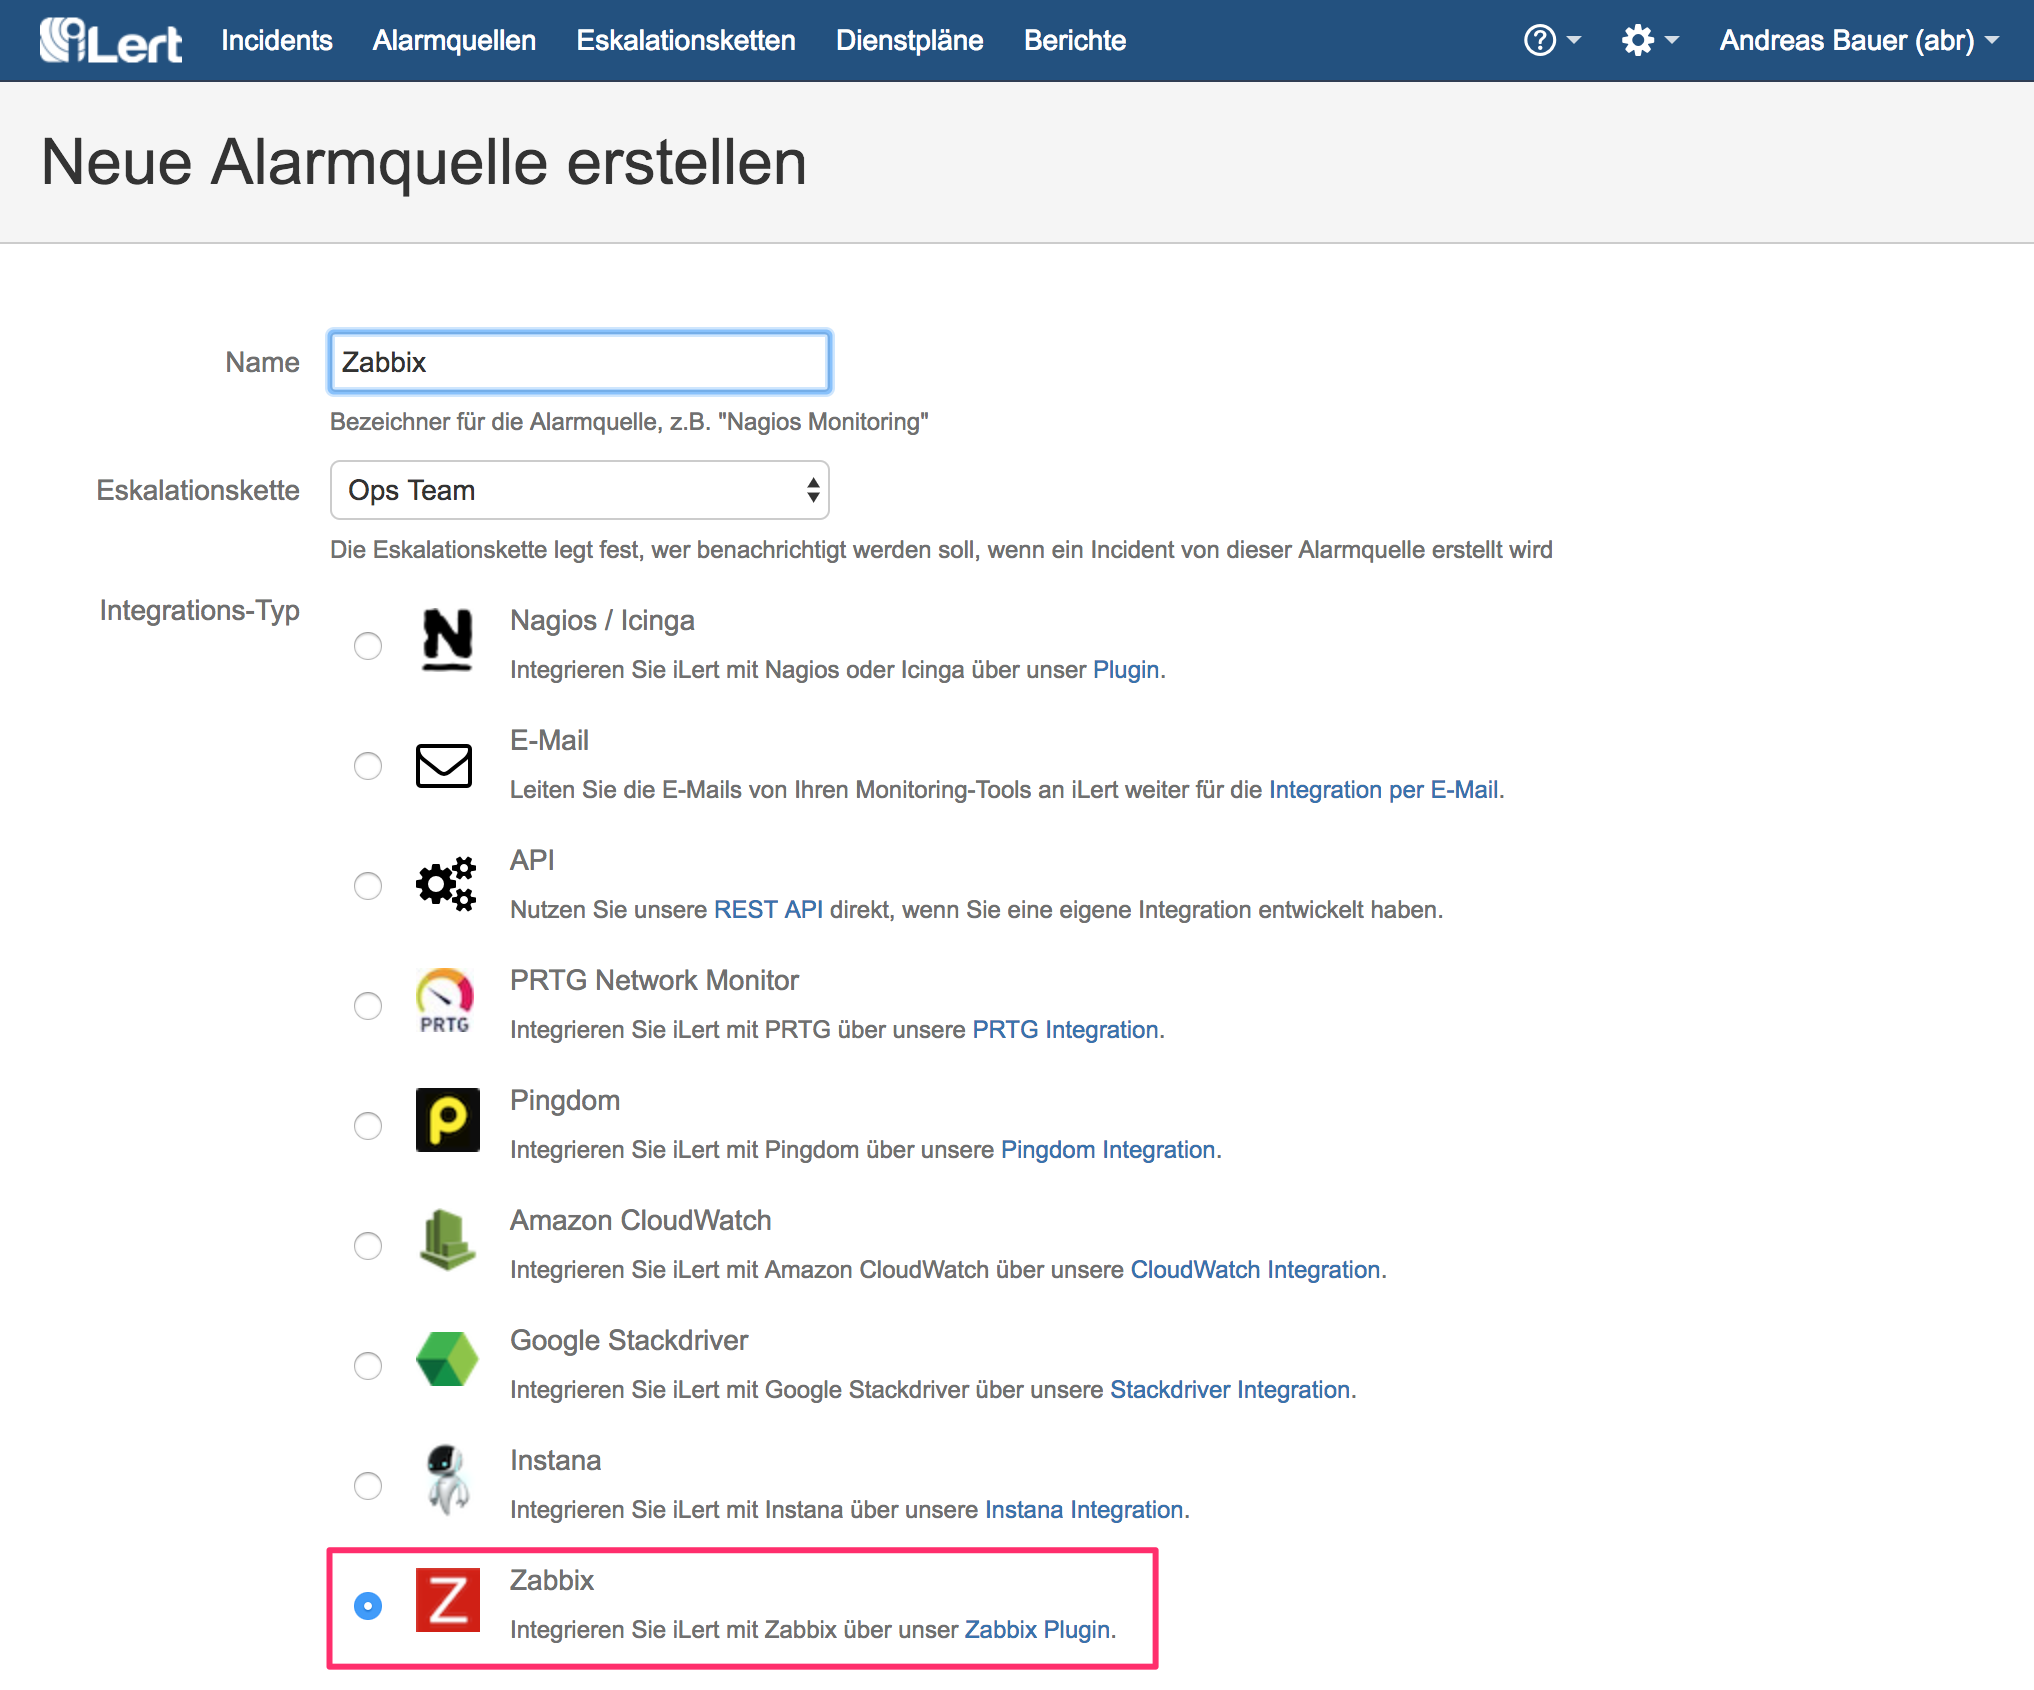 iLert Incidents Alarmquellen Eskalationsketten Dienstpläne Berichte ? Andreas Bauer (abr)
Neue Alarmquelle erstellen
Name Zabbix
Bezeichner für die Alarmquelle, z.B. "Nagios Monitoring"
Eskalationskette Ops Team
Die Eskalationskette legt fest, wer benachrichtigt werden soll, wenn ein Incident von dieser Alarmquelle erstellt wird
Integrations-Typ
N Nagios / Icinga
Integrieren Sie iLert mit Nagios oder Icinga über unser Plugin.
E-Mail
Leiten Sie die E-Mails von Ihren Monitoring-Tools an iLert weiter für die Integration per E-Mail.
API
Nutzen Sie unsere REST API direkt, wenn Sie eine eigene Integration entwickelt haben.
PRTG Network Monitor
PRTG
Integrieren Sie iLert mit PRTG über unsere PRTG Integration.
P Pingdom
Integrieren Sie iLert mit Pingdom über unsere Pingdom Integration.
Amazon CloudWatch
Integrieren Sie iLert mit Amazon CloudWatch über unsere CloudWatch Integration.
Google Stackdriver
Integrieren Sie iLert mit Google Stackdriver über unsere Stackdriver Integration.
Instana
Integrieren Sie iLert mit Instana über unsere Instana Integration.
Z Zabbix
Integrieren Sie iLert mit Zabbix über unser Zabbix Plugin.